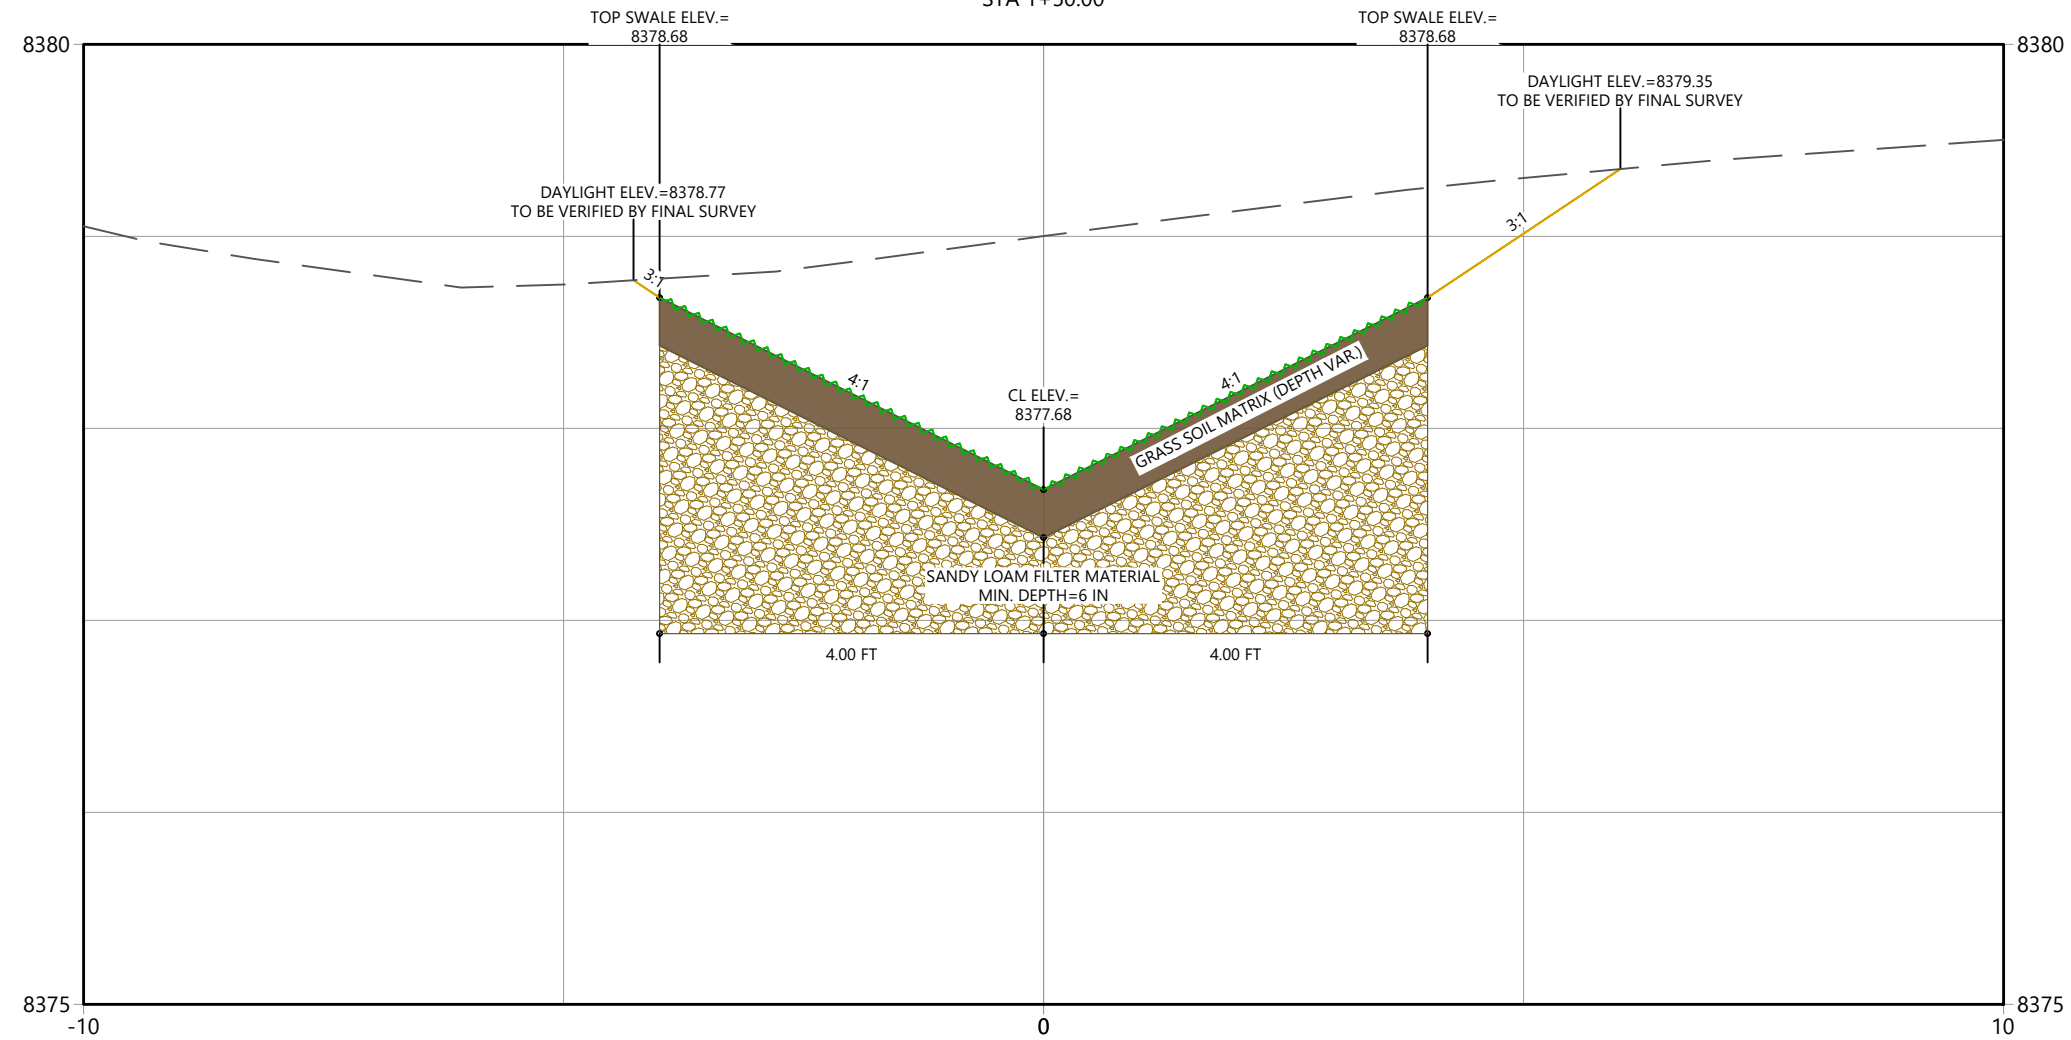 TOP SWALE ELEV.=
8378.68
TOP SWALE ELEV.=
8378.68
8380
8380
DAYLIGHT ELEV.=8379.35
TO BE VERIFIED BY FINAL SURVEY
DAYLIGHT ELEV.=8378.77
TO BE VERIFIED BY FINAL SURVEY
3:1
3:1
4:1
4:1
CL ELEV.=
8377.68
GRASS SOIL MATRIX (DEPTH VAR.)
SANDY LOAM FILTER MATERIAL
MIN. DEPTH=6 IN
4.00 FT
4.00 FT
8375
8375
-10
0
10